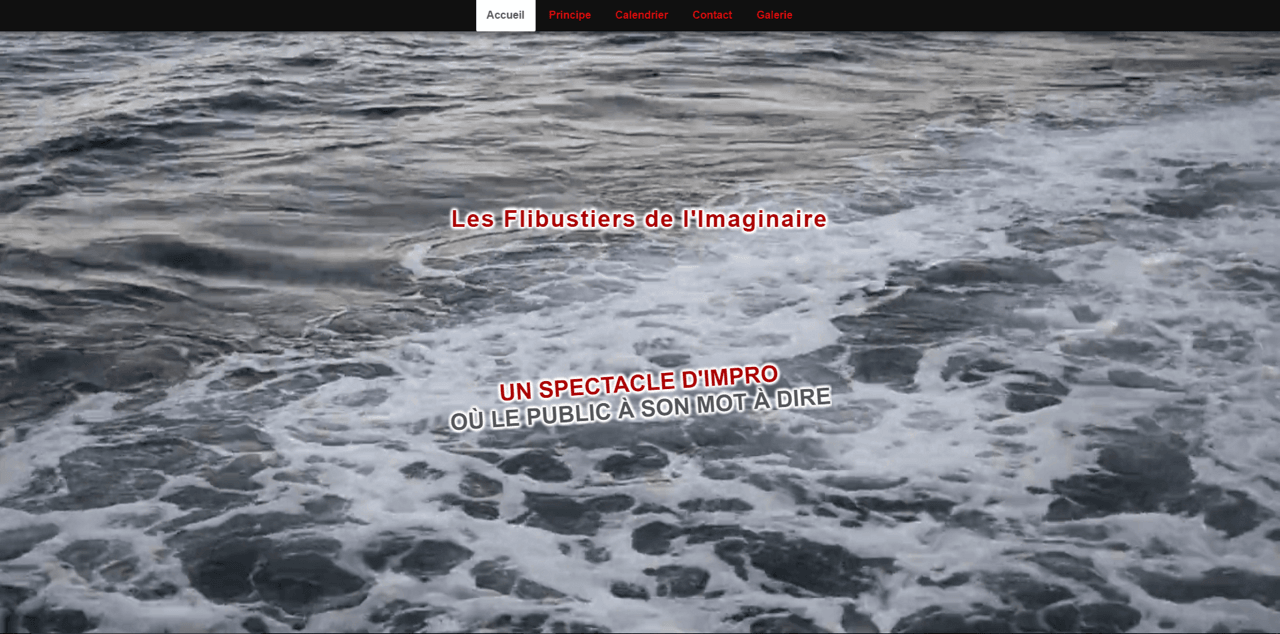 Accueil Principe Calendrier Contact Galerie
Les Flibustiers de l'Imaginaire
UN SPECTACLE D'IMPRO
OÙ LE PUBLIC À SON MOT À DIRE